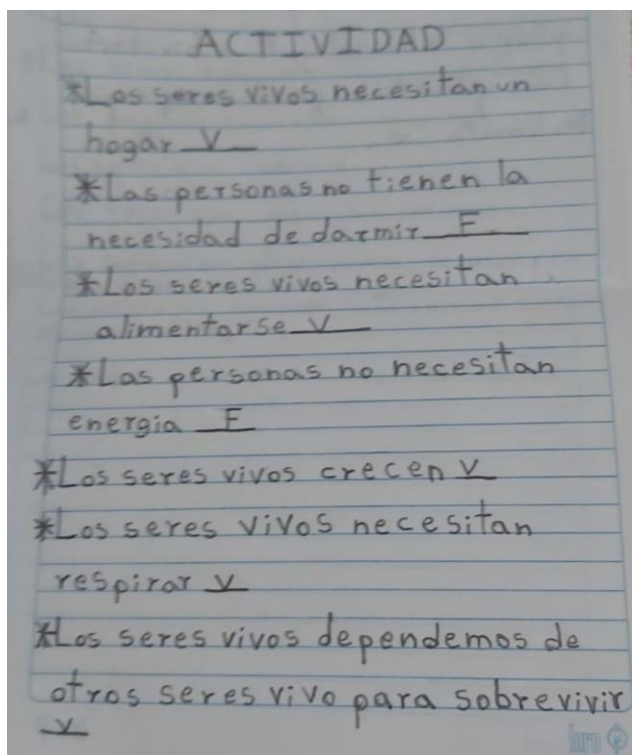 ACTIVIDAD
*Los seres vivos necesitan un
hogar V
*Las personas no tienen la
necesidad de darmir F
*Los seres vivos necesitan
alimentarse V
*Las personas no necesitan
energia F
*Los seres vivos crecen V
*Los seres vivos necesitan
respirar V
*Los seres vivos dependemos de
otros seres vivo para sobrevivir
V